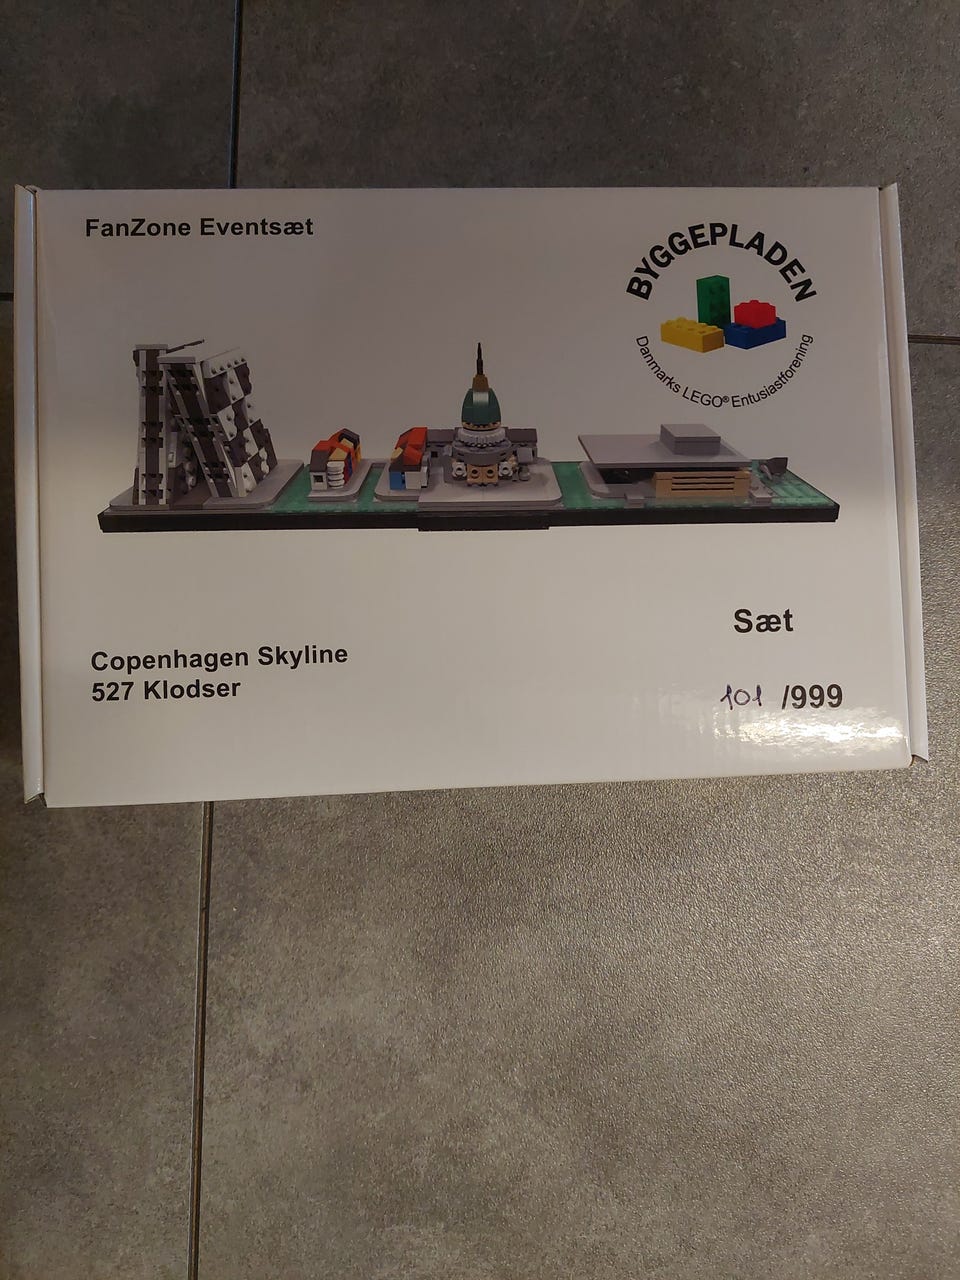 FanZone Eventsæt
BYGGEPLADEN
Danmarks LEGO® Entusiastforening
Sæt
Copenhagen Skyline
527 Klodser
101 /999